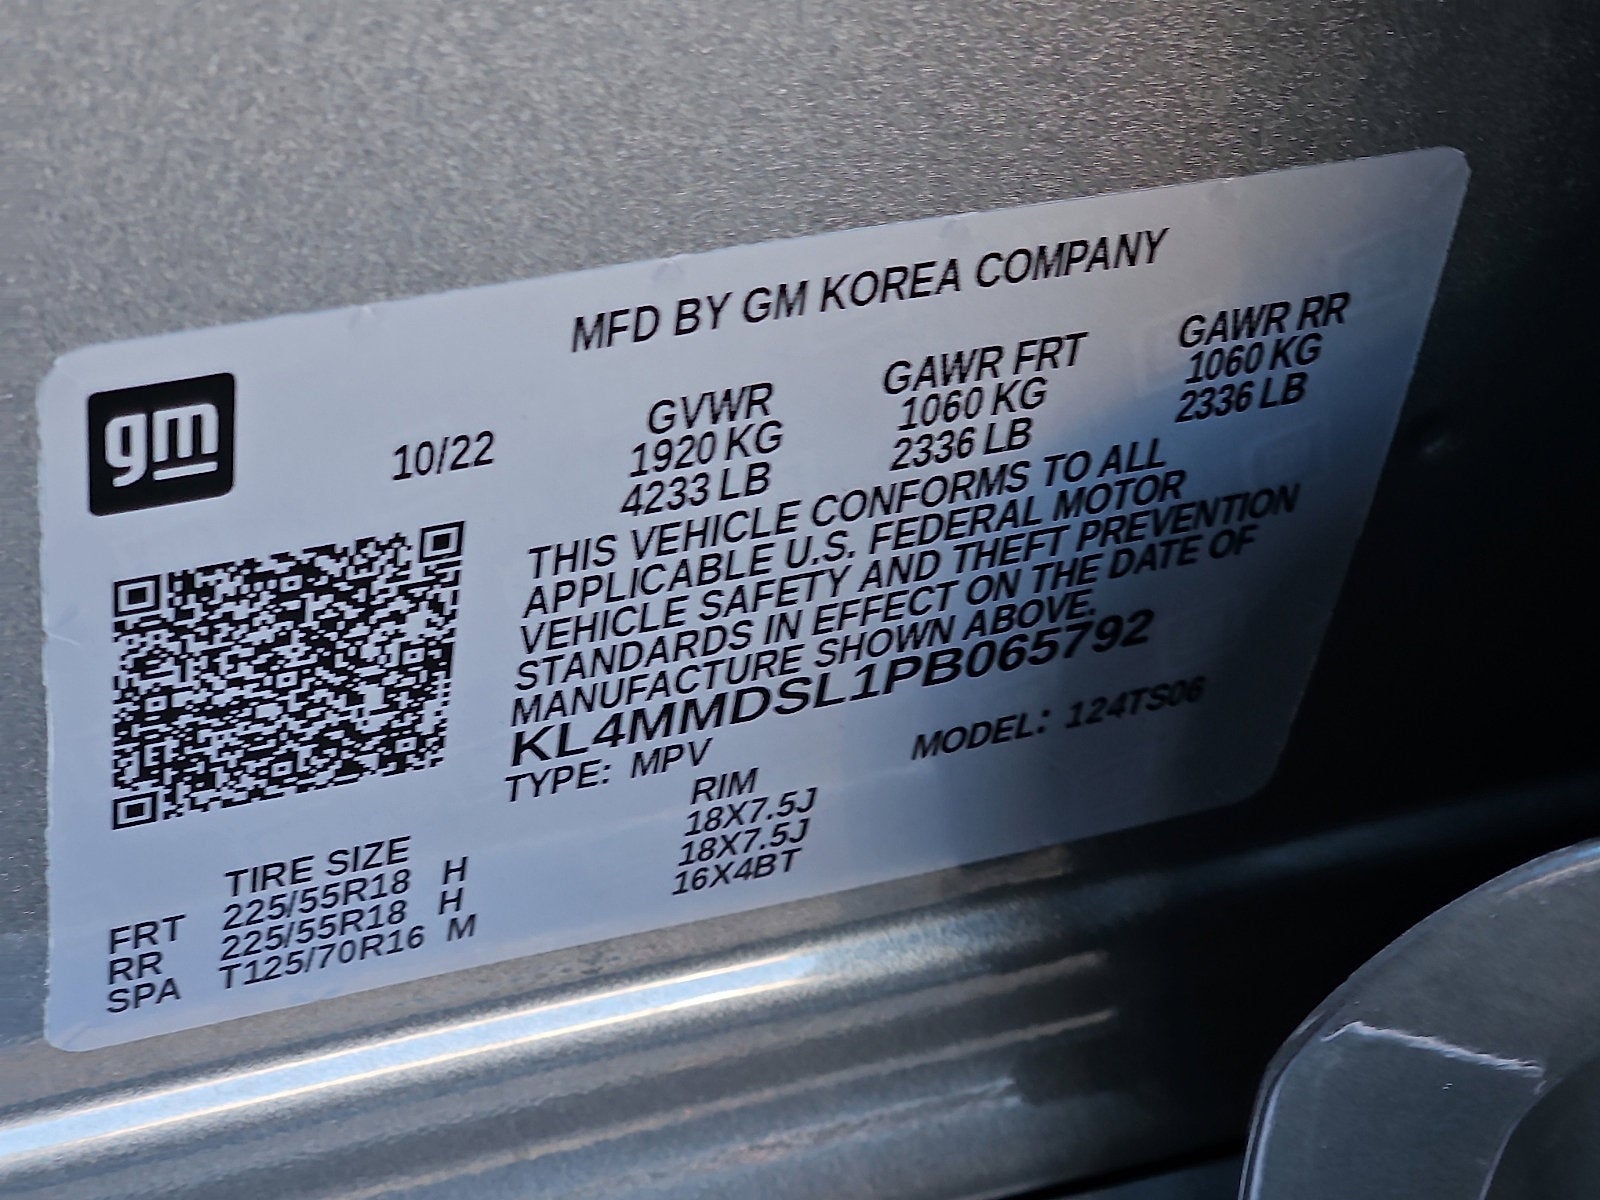 MFD BY GM KOREA COMPANY
gm
10/22
GVWR GAWR FRT GAWR RR
1920 KG 1060 KG 1060 KG
4233 LB 2336 LB 2336 LB
THIS VEHICLE CONFORMS TO ALL
APPLICABLE U.S. FEDERAL MOTOR
VEHICLE SAFETY AND THEFT PREVENTION
STANDARDS IN EFFECT ON THE DATE OF
MANUFACTURE SHOWN ABOVE.
KL4MMDSL1PB065792
TYPE: MPV MODEL: 124TS06
TIRE SIZE RIM
FRT 225/55R18 H 18X7.5J
RR 225/55R18 H 18X7.5J
SPA T125/70R16 M 16X4BT